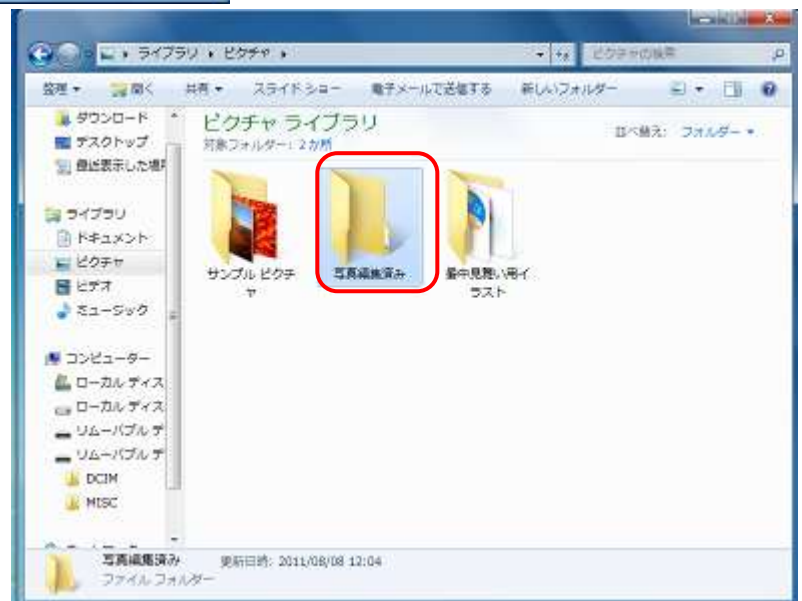 ライブラリ ▸ ピクチャ ▸
ピクチャの検索
整理 開く 共有 スライド ショー 電子メールで送信する 新しいフォルダー
ダウンロード
デスクトップ
最近表示した場所
ライブラリ
ドキュメント
ピクチャ
ビデオ
ミュージック
コンピューター
ローカル ディス
ローカル ディス
リムーバブル デ
リムーバブル デ
DCIM
MISC
ピクチャ ライブラリ
対象フォルダー: 2 か所
並べ替え: フォルダー
サンプル ピクチ
ャ
写真編集済み
暑中見舞い用イ
ラスト
写真編集済み 更新日時: 2011/08/08 12:04
ファイル フォルダー